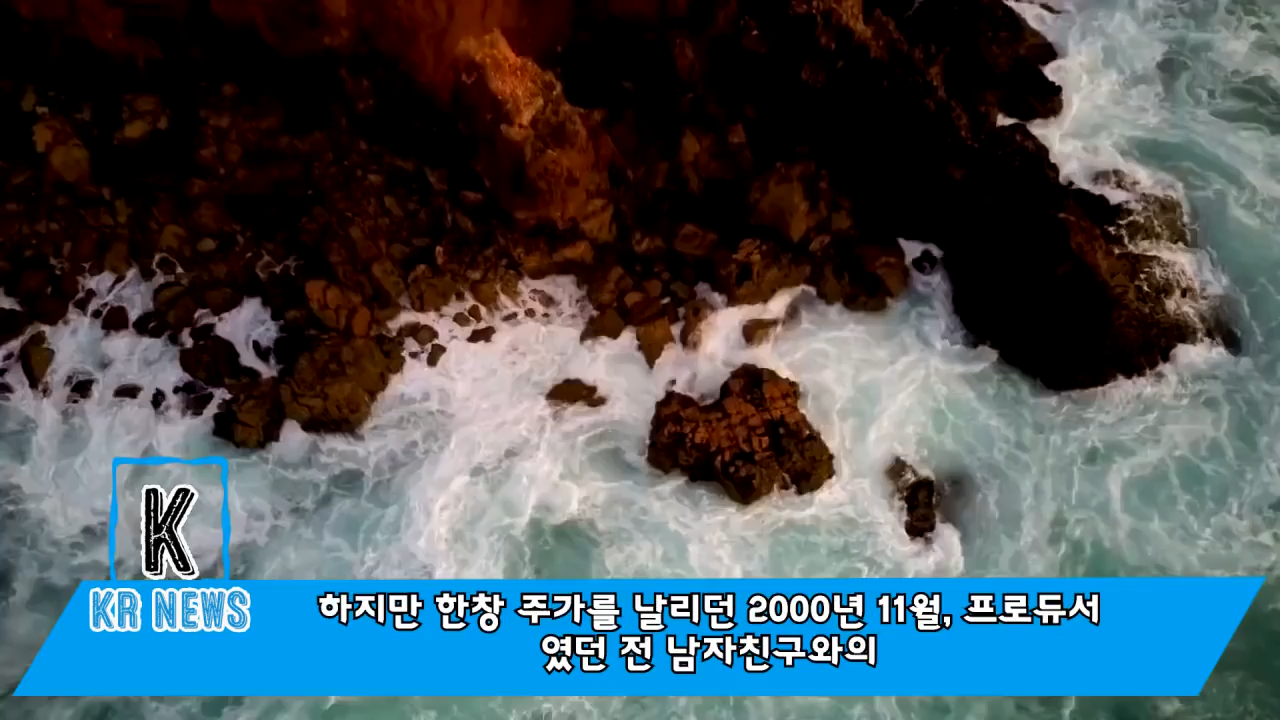 K
KR NEWS
하지만 한창 주가를 날리던 2000년 11월, 프로듀서
였던 전 남자친구와의